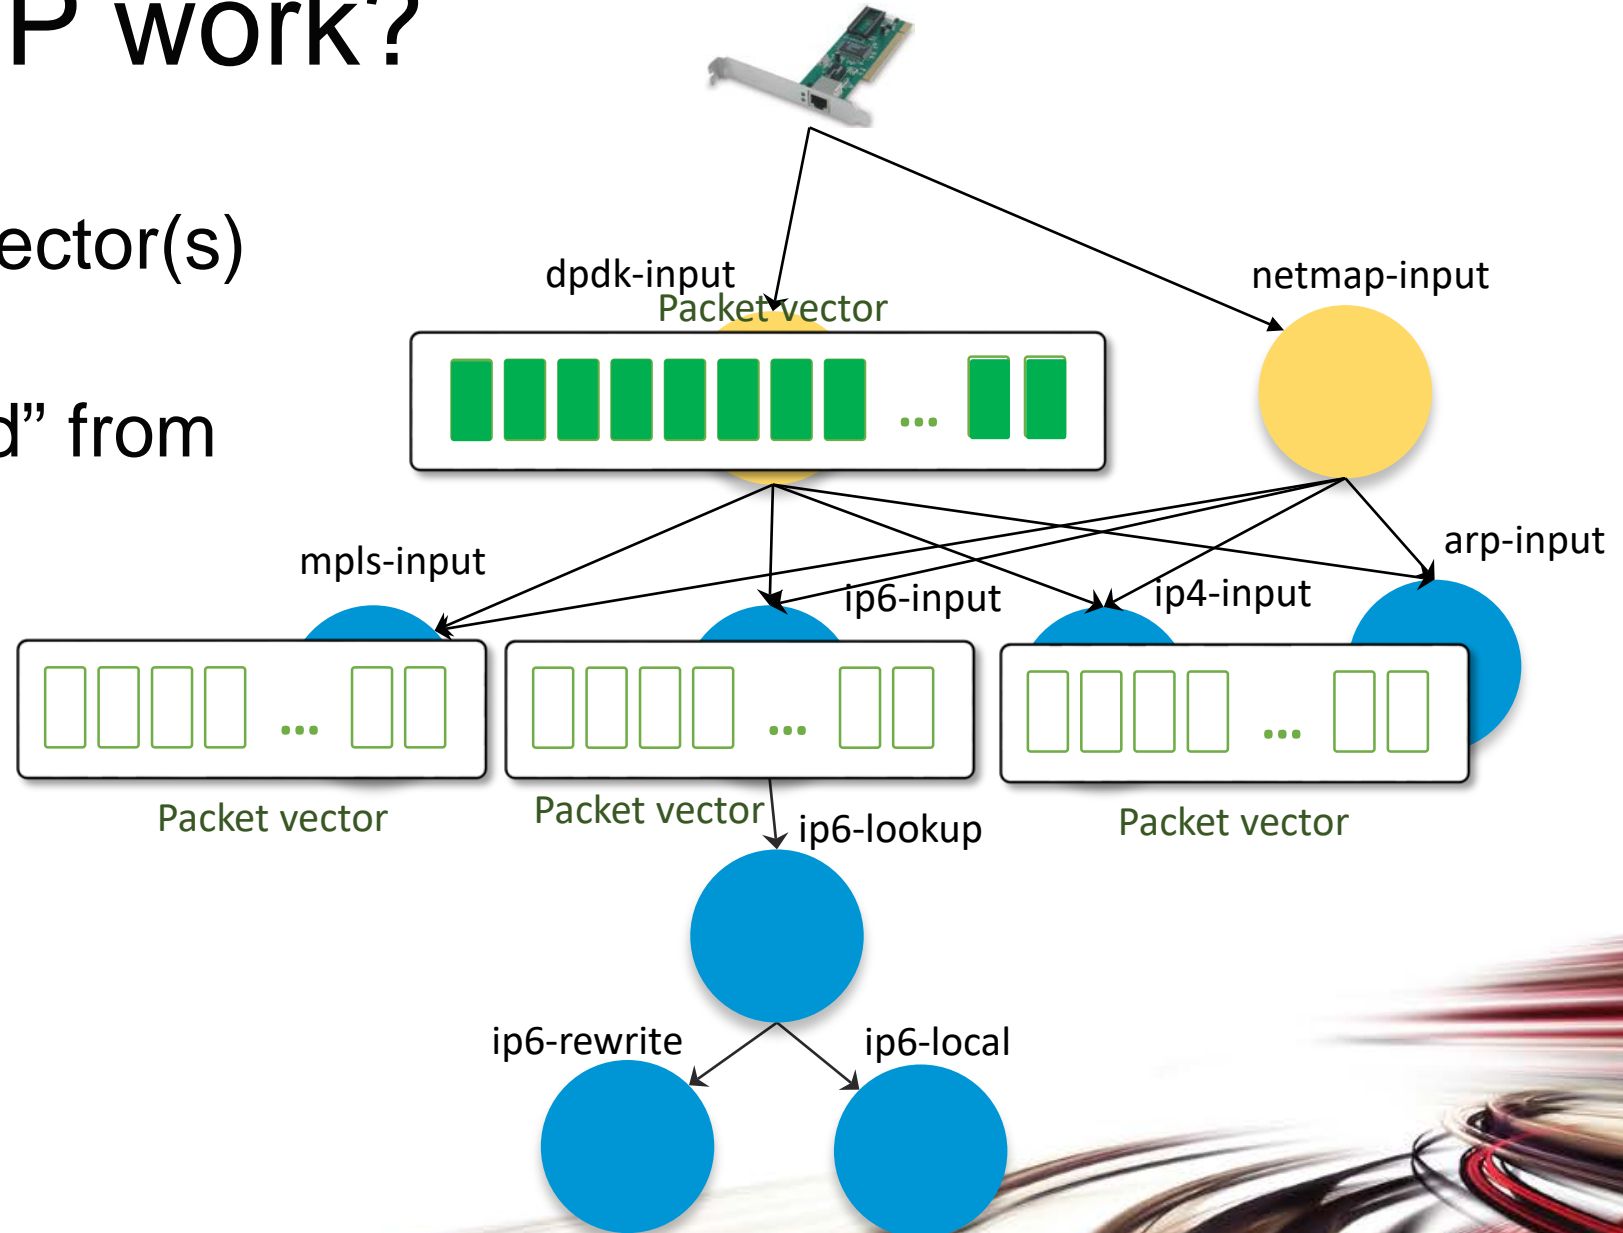 P work?
ector(s)
d” from
dpdk-input
Packet vector
netmap-input
...
mpls-input
ip6-input
ip4-input
arp-input
...
...
...
Packet vector
Packet vector
Packet vector
ip6-lookup
ip6-rewrite
ip6-local